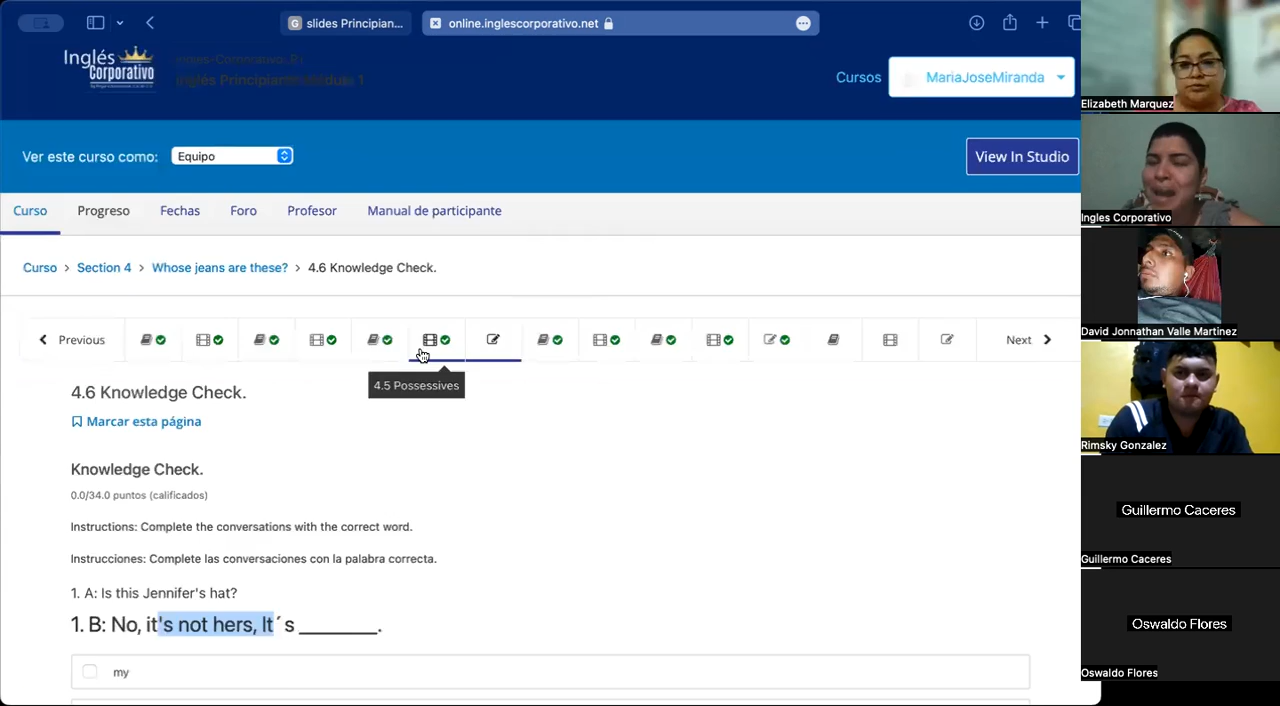 slides Principian...
online.inglescorporativo.net
Inglés
Corporativo
MariaJoseMiranda
Cursos
Ver este curso como:
Equipo
View In Studio
Curso
Progreso
Fechas
Foro
Profesor
Manual de participante
Curso > Section 4 > Whose jeans are these? > 4.6 Knowledge Check.
Previous
Next
4.5 Possessives
4.6 Knowledge Check.
Marcar esta página
Knowledge Check.
0.0/34.0 puntos (calificados)
Instructions: Complete the conversations with the correct word.
Instrucciones: Complete las conversaciones con la palabra correcta.
1. A: Is this Jennifer's hat?
1. B: No, it's not hers, It´s ________.
my
Elizabeth Marquez
Ingles Corporativo
David Jonnathan Valle Martinez
Rimsky Gonzalez
Guillermo Caceres
Guillermo Caceres
Oswaldo Flores
Oswaldo Flores